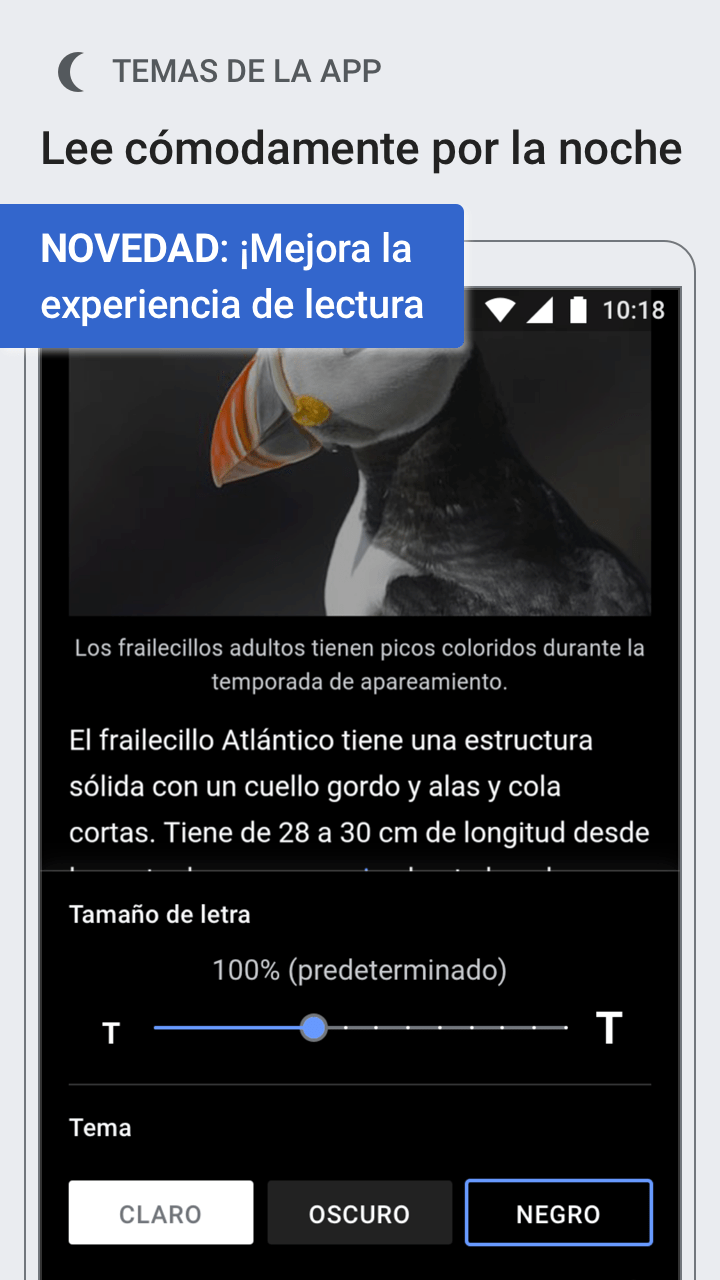 TEMAS DE LA APP
Lee cómodamente por la noche
NOVEDAD: ¡Mejora la
experiencia de lectura
10:18
Los frailecillos adultos tienen picos coloridos durante la
temporada de apareamiento.
El frailecillo Atlántico tiene una estructura
sólida con un cuello gordo y alas y cola
cortas. Tiene de 28 a 30 cm de longitud desde
Tamaño de letra
100% (predeterminado)
T T
Tema
CLARO OSCURO NEGRO